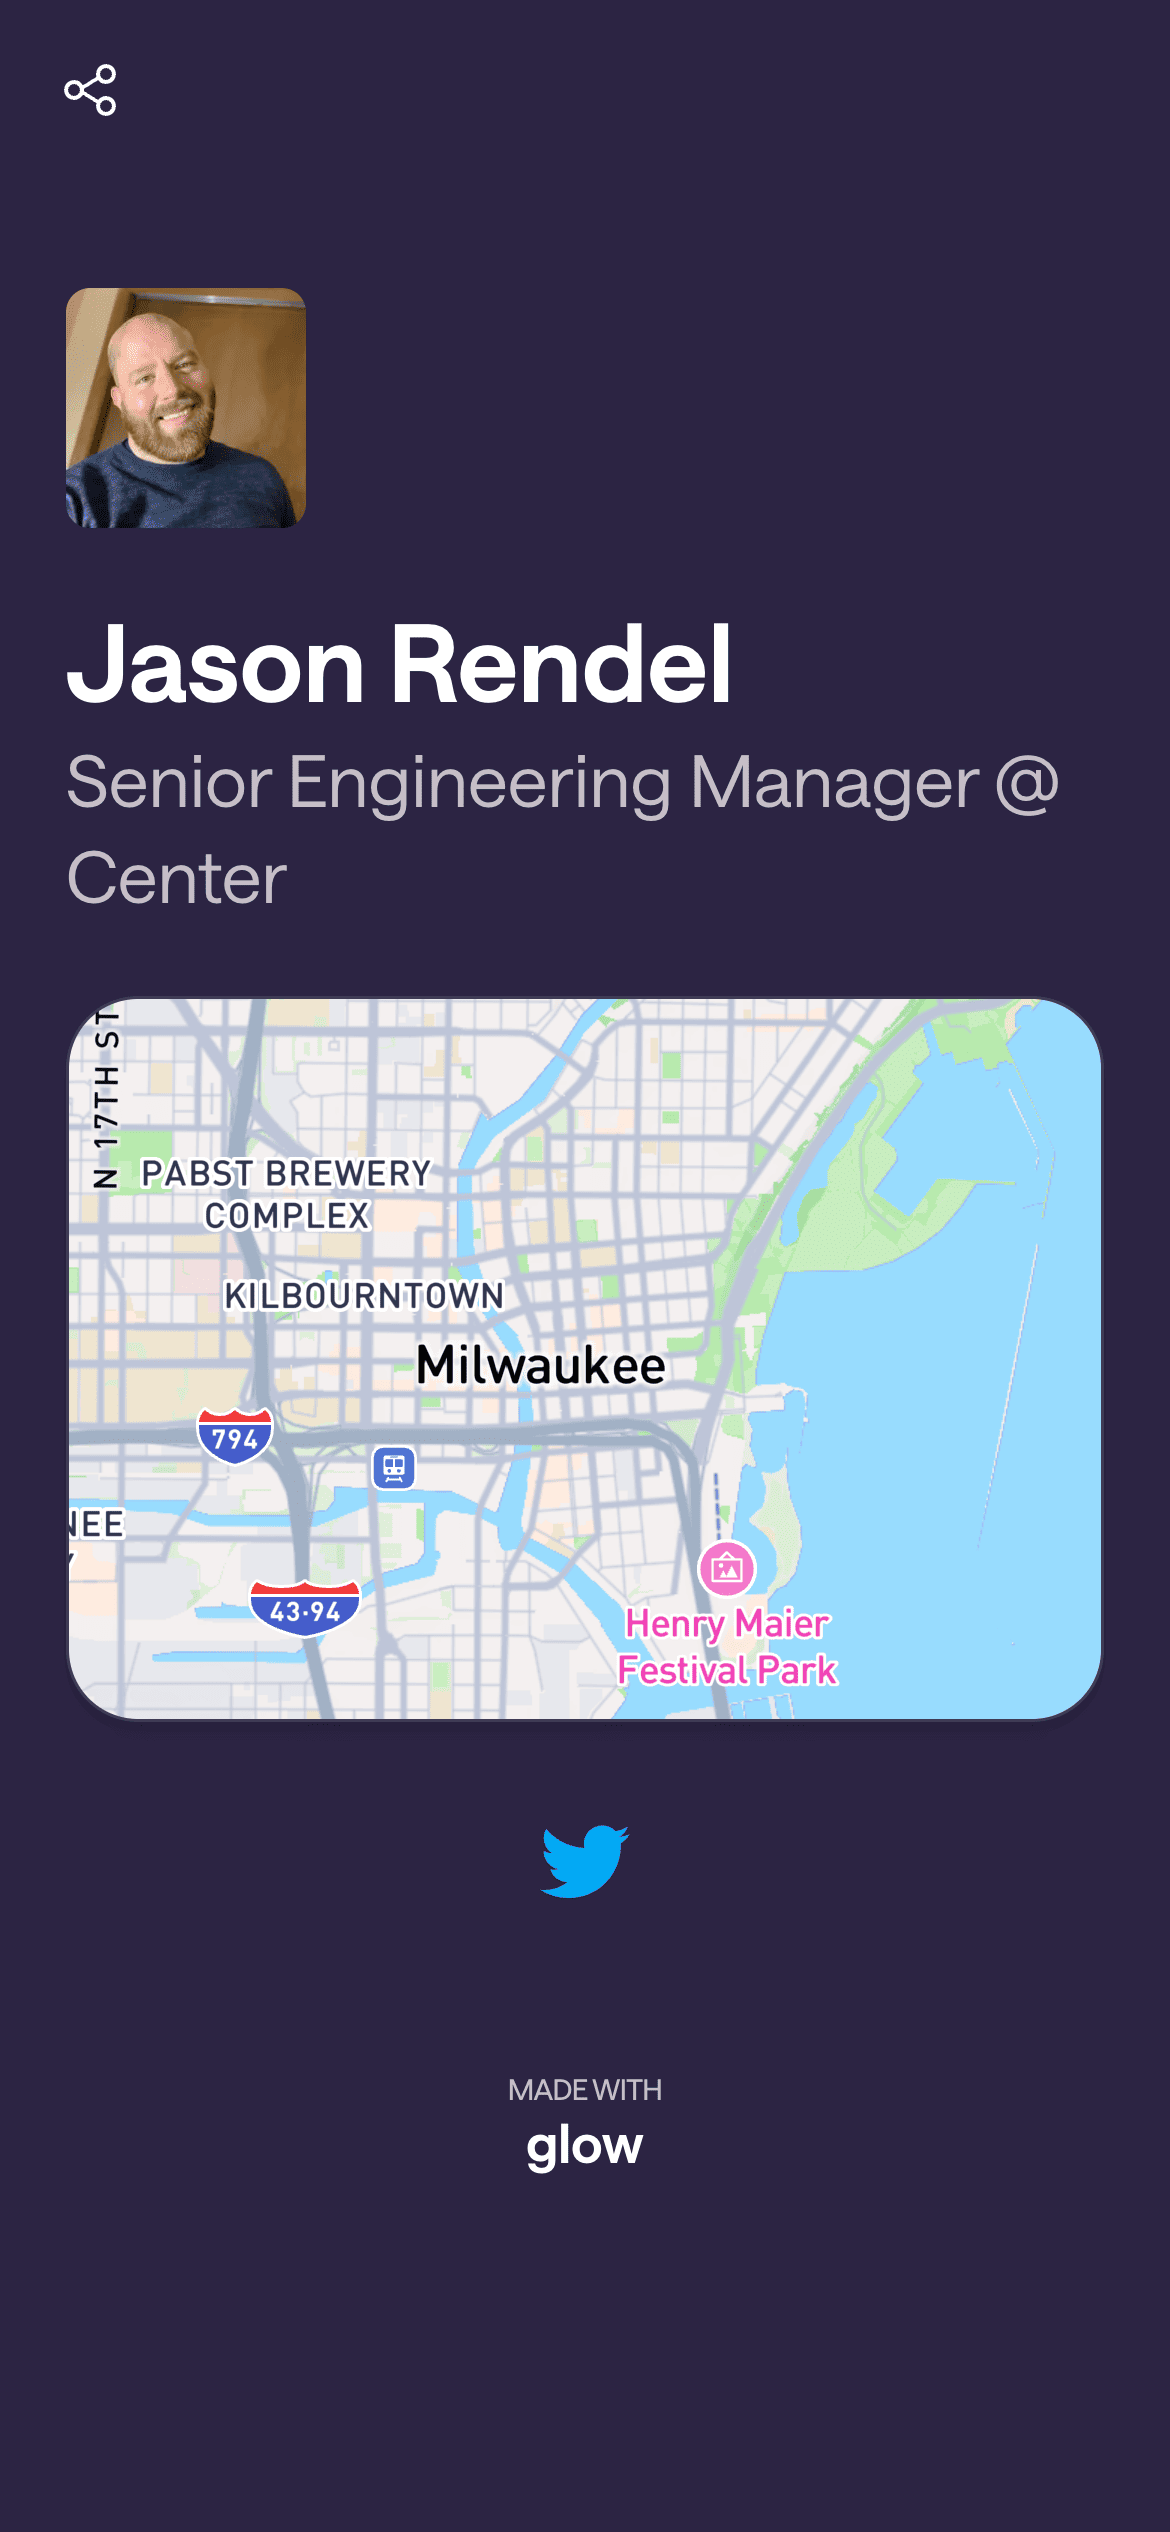 Jason Rendel
Senior Engineering Manager @
Center
N 17TH ST
PABST BREWERY
COMPLEX
KILBOURNTOWN
Milwaukee
794
NEE
43·94
Henry Maier
Festival Park
MADE WITH
glow